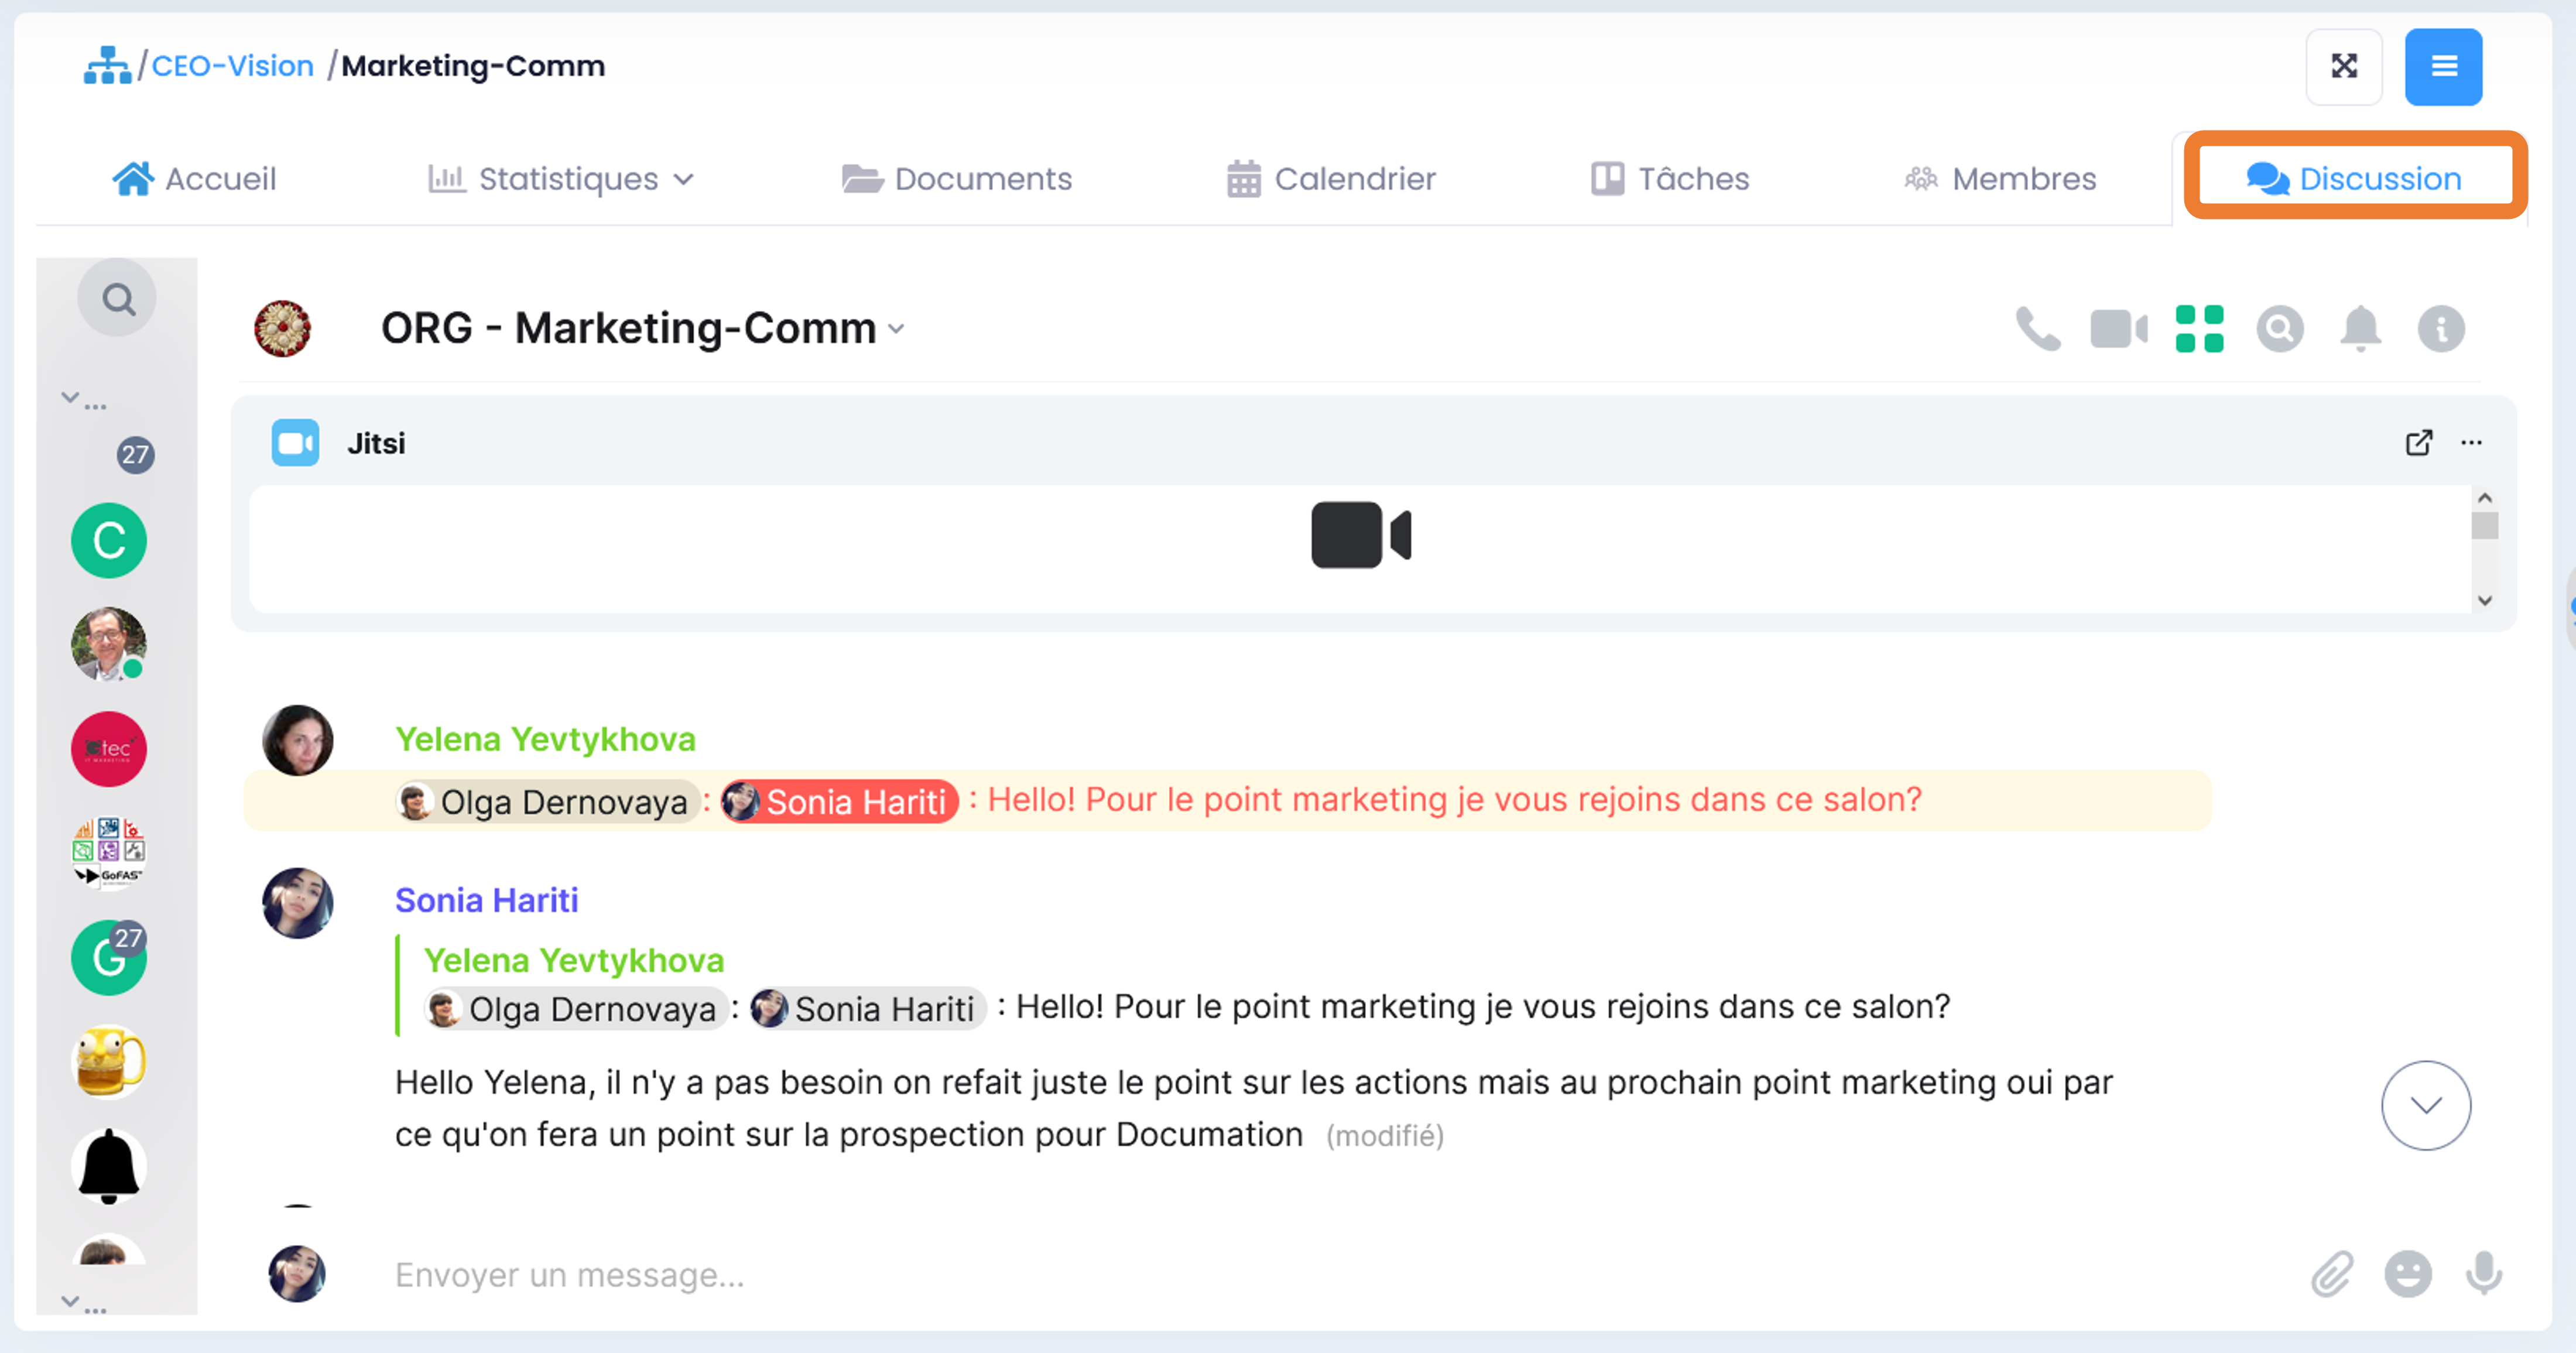 /CEO-Vision /Marketing-Comm
Accueil Statistiques Documents Calendrier Tâches Membres Discussion
ORG - Marketing-Comm
...
Jitsi
27
C
Yelena Yevtykhova
Olga Dernovaya : Sonia Hariti : Hello! Pour le point marketing je vous rejoins dans ce salon?
tec
IT MARKETING
GoFAST
Sonia Hariti
Yelena Yevtykhova
G 27
Olga Dernovaya : Sonia Hariti : Hello! Pour le point marketing je vous rejoins dans ce salon?
Hello Yelena, il n'y a pas besoin on refait juste le point sur les actions mais au prochain point marketing oui par
ce qu'on fera un point sur la prospection pour Documation (modifié)
Envoyer un message...
...